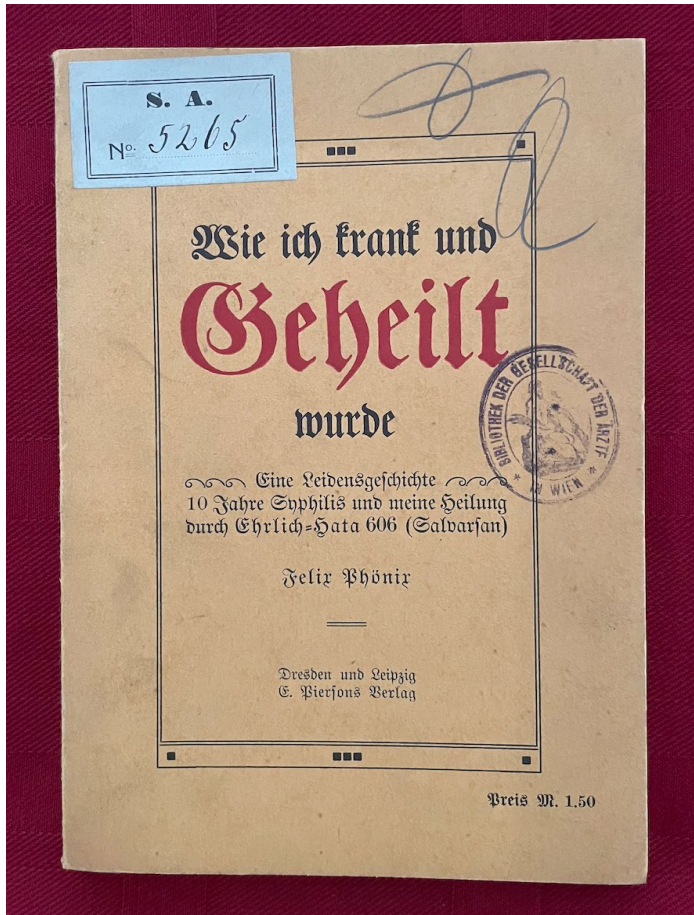 S. A.
No. 5265
Wie ich krank und
Geheilt
wurde
Eine Leidensgeschichte
10 Jahre Syphilis und meine Heilung
durch Ehrlich-Hata 606 (Salvarsan)
Felix Phönix
Dresden und Leipzig
E. Piersons Verlag
BIBLIOTHEK DER GESELLSCHAFT DER ÄRZTE
IN WIEN
Preis M. 1.50